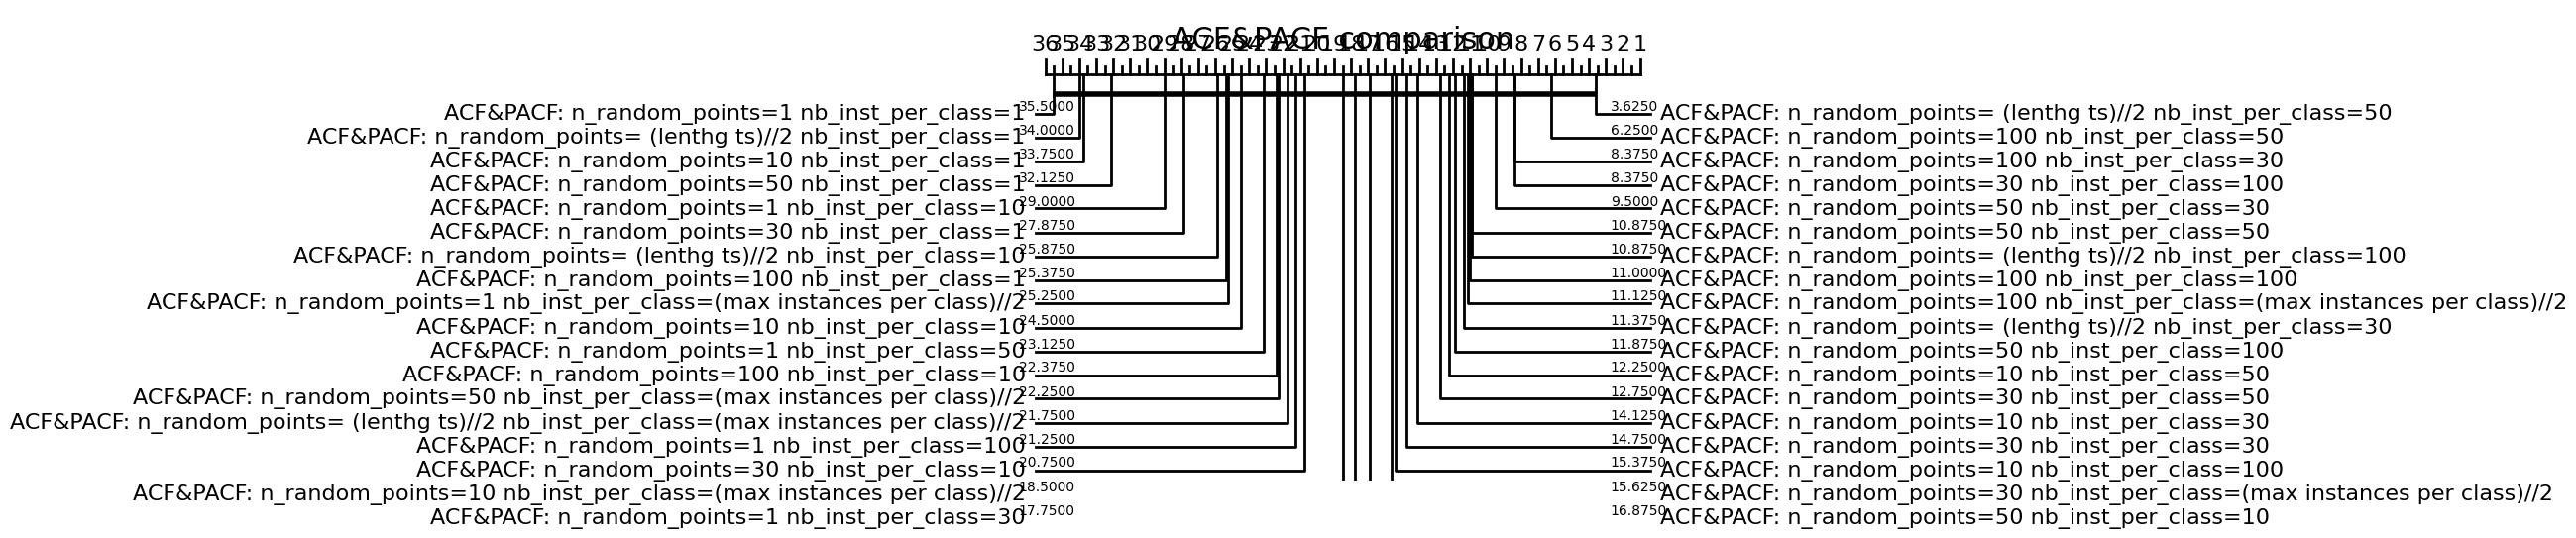 ACF&PACF comparison
36 35 34 33 32 31 30 29 28 27 26 25 24 23 22 21 20 19 18 17 16 15 14 13 12 11 10 9 8 7 6 5 4 3 2 1
35.5000
ACF&PACF: n_random_points=1 nb_inst_per_class=1
34.0000
ACF&PACF: n_random_points= (lenthg ts)//2 nb_inst_per_class=1
33.7500
ACF&PACF: n_random_points=10 nb_inst_per_class=1
32.1250
ACF&PACF: n_random_points=50 nb_inst_per_class=1
29.0000
ACF&PACF: n_random_points=1 nb_inst_per_class=10
27.8750
ACF&PACF: n_random_points=30 nb_inst_per_class=1
25.8750
ACF&PACF: n_random_points= (lenthg ts)//2 nb_inst_per_class=10
25.3750
ACF&PACF: n_random_points=100 nb_inst_per_class=1
25.2500
ACF&PACF: n_random_points=1 nb_inst_per_class=(max instances per class)//2
24.5000
ACF&PACF: n_random_points=10 nb_inst_per_class=10
23.1250
ACF&PACF: n_random_points=1 nb_inst_per_class=50
22.3750
ACF&PACF: n_random_points=100 nb_inst_per_class=10
22.2500
ACF&PACF: n_random_points=50 nb_inst_per_class=(max instances per class)//2
21.7500
ACF&PACF: n_random_points= (lenthg ts)//2 nb_inst_per_class=(max instances per class)//2
21.2500
ACF&PACF: n_random_points=1 nb_inst_per_class=100
20.7500
ACF&PACF: n_random_points=30 nb_inst_per_class=10
18.5000
ACF&PACF: n_random_points=10 nb_inst_per_class=(max instances per class)//2
17.7500
ACF&PACF: n_random_points=1 nb_inst_per_class=30
3.6250
ACF&PACF: n_random_points= (lenthg ts)//2 nb_inst_per_class=50
6.2500
ACF&PACF: n_random_points=100 nb_inst_per_class=50
8.3750
ACF&PACF: n_random_points=100 nb_inst_per_class=30
8.3750
ACF&PACF: n_random_points=30 nb_inst_per_class=100
9.5000
ACF&PACF: n_random_points=50 nb_inst_per_class=30
10.8750
ACF&PACF: n_random_points=50 nb_inst_per_class=50
10.8750
ACF&PACF: n_random_points= (lenthg ts)//2 nb_inst_per_class=100
11.0000
ACF&PACF: n_random_points=100 nb_inst_per_class=100
11.1250
ACF&PACF: n_random_points=100 nb_inst_per_class=(max instances per class)//2
11.3750
ACF&PACF: n_random_points= (lenthg ts)//2 nb_inst_per_class=30
11.8750
ACF&PACF: n_random_points=50 nb_inst_per_class=100
12.2500
ACF&PACF: n_random_points=10 nb_inst_per_class=50
12.7500
ACF&PACF: n_random_points=30 nb_inst_per_class=50
14.1250
ACF&PACF: n_random_points=10 nb_inst_per_class=30
14.7500
ACF&PACF: n_random_points=30 nb_inst_per_class=30
15.3750
ACF&PACF: n_random_points=10 nb_inst_per_class=100
15.6250
ACF&PACF: n_random_points=30 nb_inst_per_class=(max instances per class)//2
16.8750
ACF&PACF: n_random_points=50 nb_inst_per_class=10